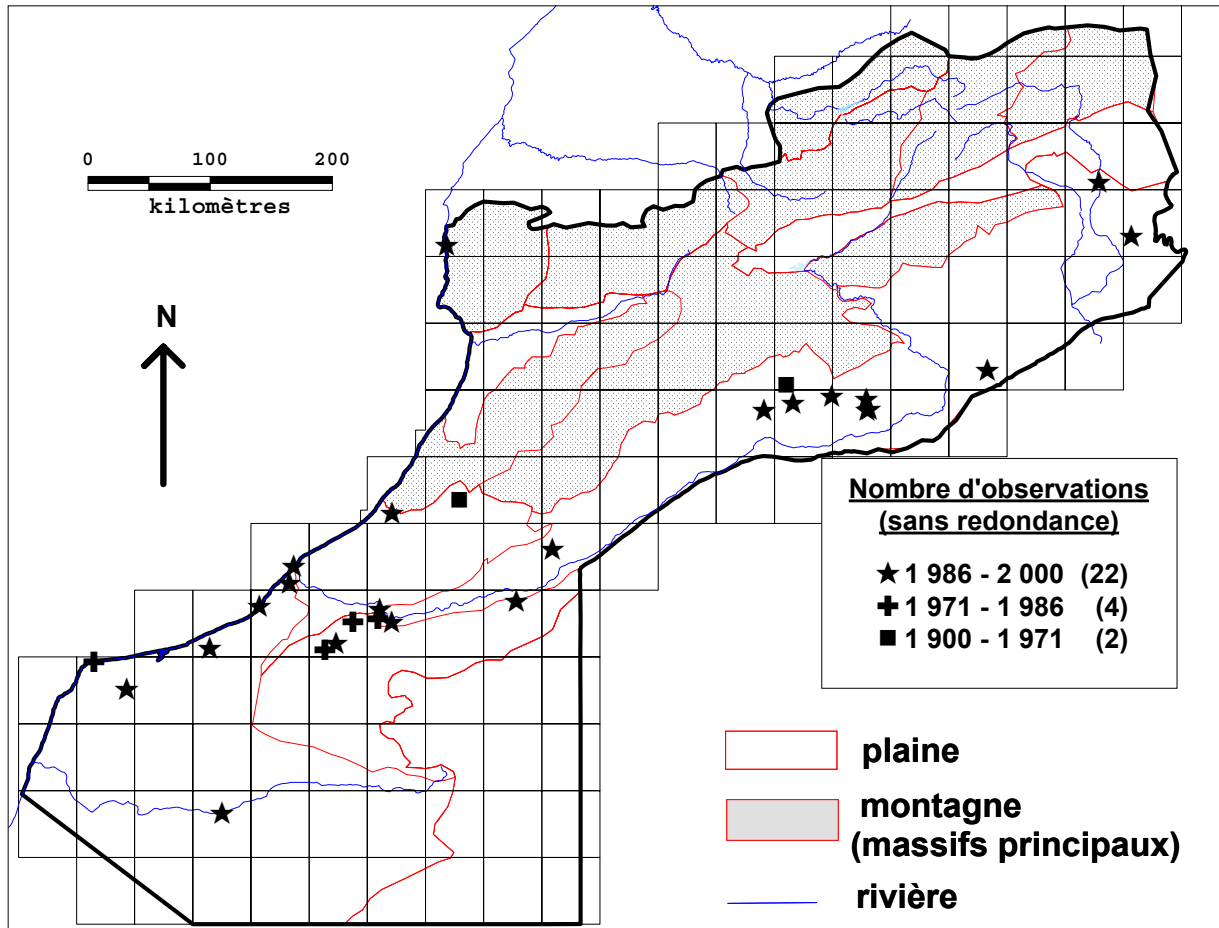 0 100 200
kilomètres
N
Nombre d'observations
(sans redondance)
1 986 - 2 000 (22)
1 971 - 1 986 (4)
1 900 - 1 971 (2)
plaine
montagne
(massifs principaux)
rivière